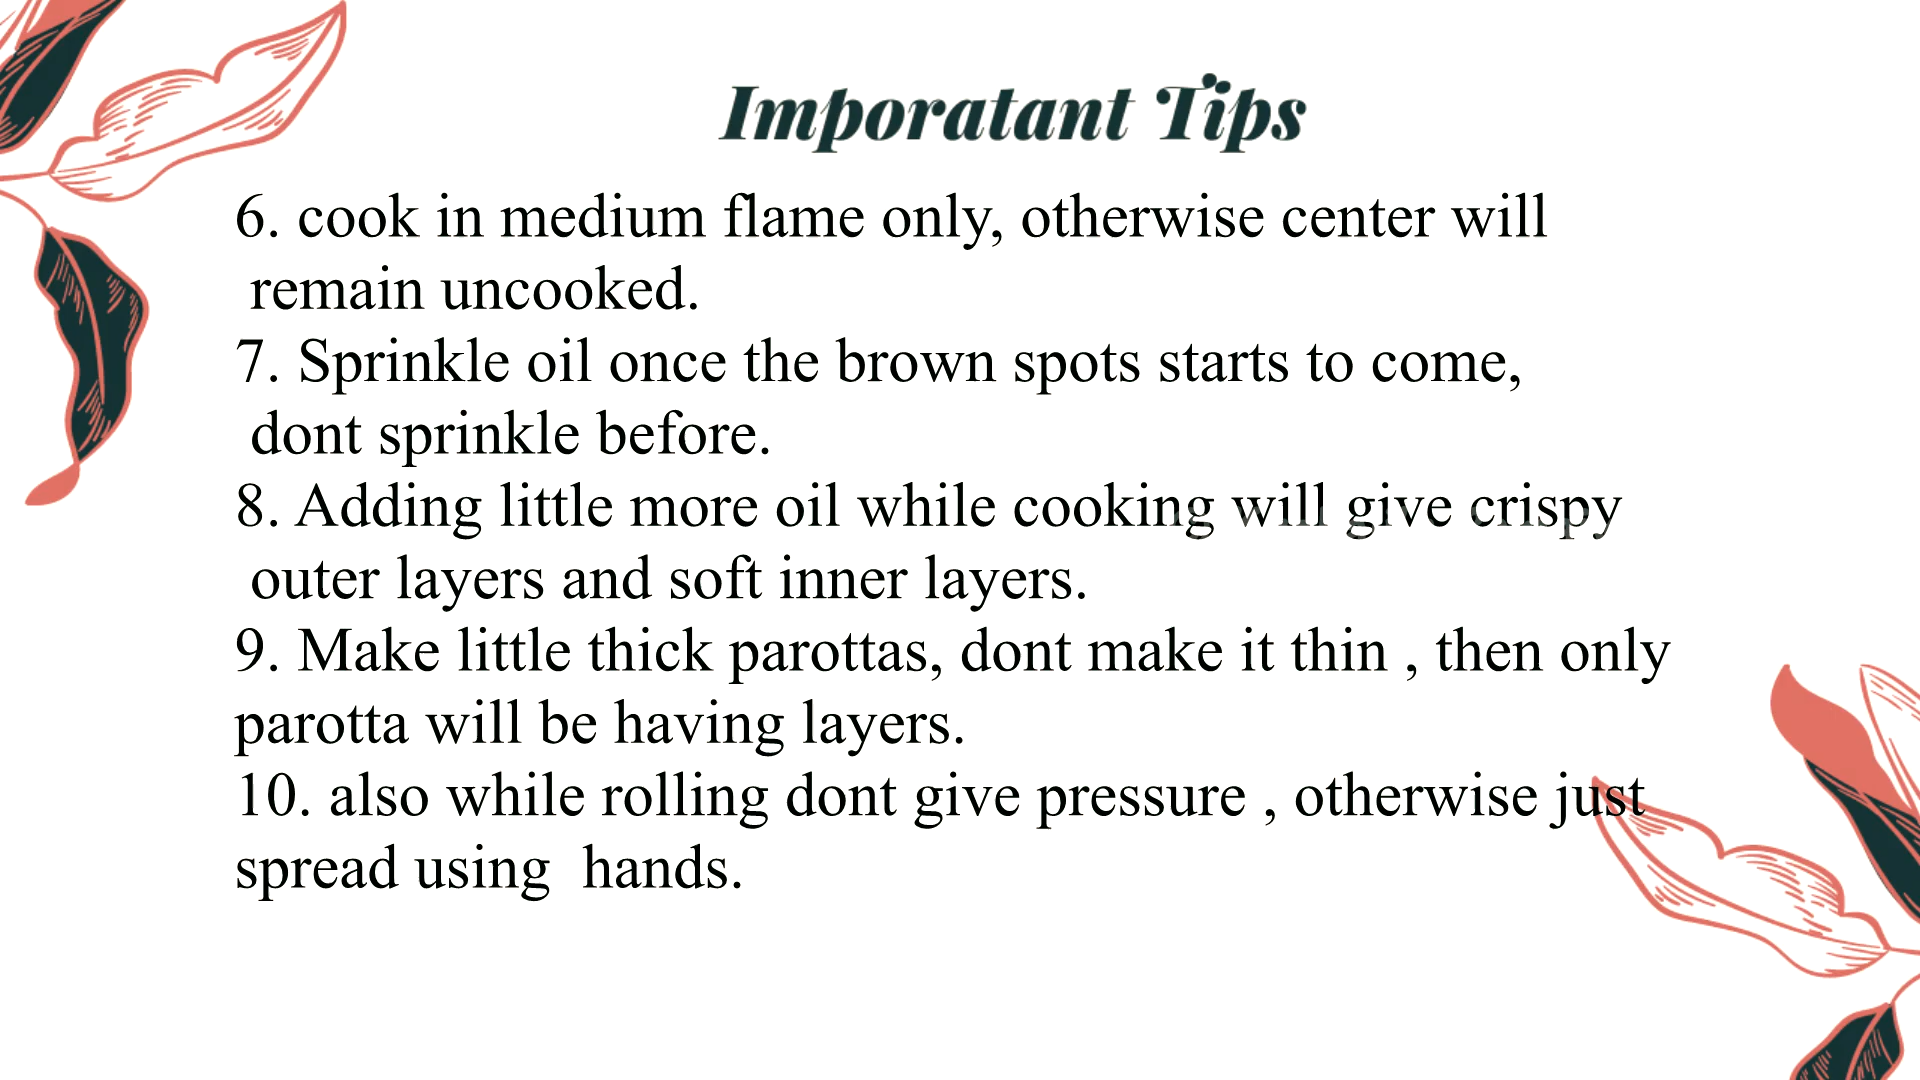 Imporatant Tips
6. cook in medium flame only, otherwise center will
remain uncooked.
7. Sprinkle oil once the brown spots starts to come,
dont sprinkle before.
8. Adding little more oil while cooking will give crispy
outer layers and soft inner layers.
9. Make little thick parottas, dont make it thin , then only
parotta will be having layers.
10. also while rolling dont give pressure , otherwise just
spread using  hands.